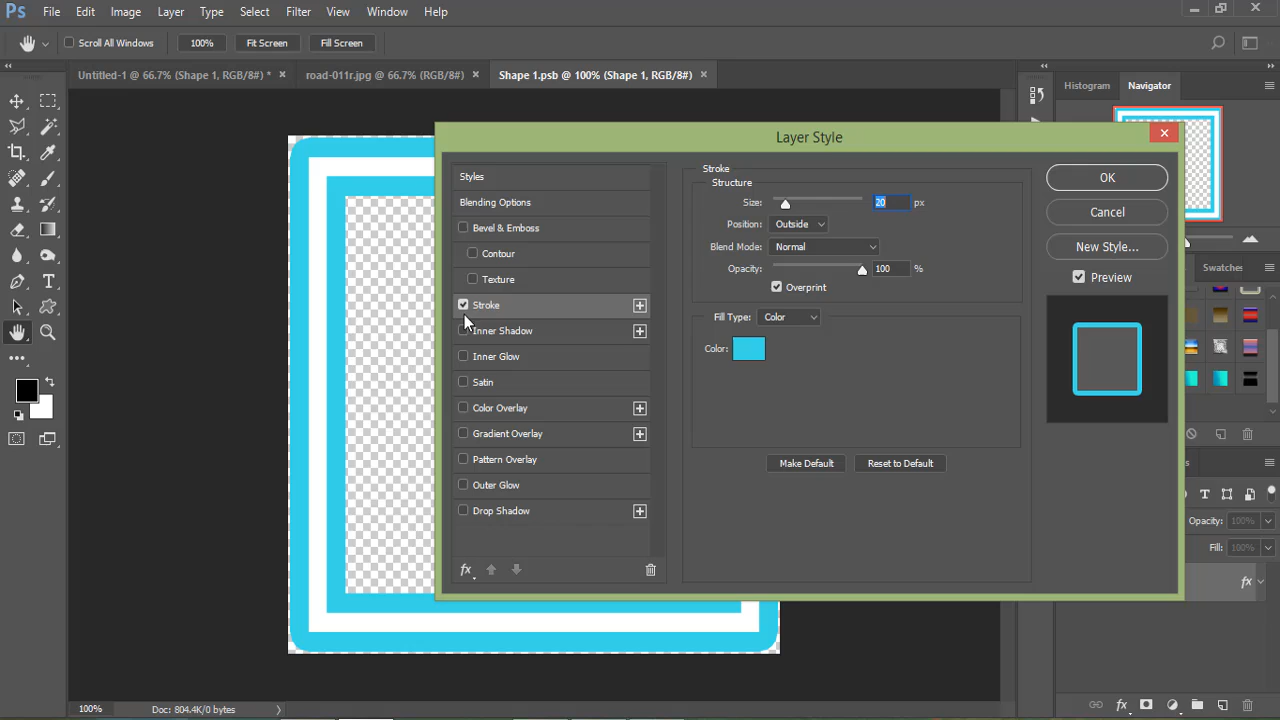 Ps File Edit Image Layer Type Select Filter View Window Help
Scroll All Windows 100% Fit Screen Fill Screen
Untitled-1 @ 66.7% (Shape 1, RGB/8#) * road-011r.jpg @ 66.7% (RGB/8#) Shape 1.psb @ 100% (Shape 1, RGB/8#)
Histogram Navigator
Layer Style
Styles
Blending Options
Bevel & Emboss
Contour
Texture
Stroke
Inner Shadow
Inner Glow
Satin
Color Overlay
Gradient Overlay
Pattern Overlay
Outer Glow
Drop Shadow
fx
Stroke
Structure
Size: 20 px
Position: Outside
Blend Mode: Normal
Opacity: 100 %
Overprint
Fill Type: Color
Color:
Make Default Reset to Default
OK
Cancel
New Style...
Preview
Swatches
Opacity: 100%
Fill: 100%
fx
100% Doc: 804.4K/0 bytes
fx